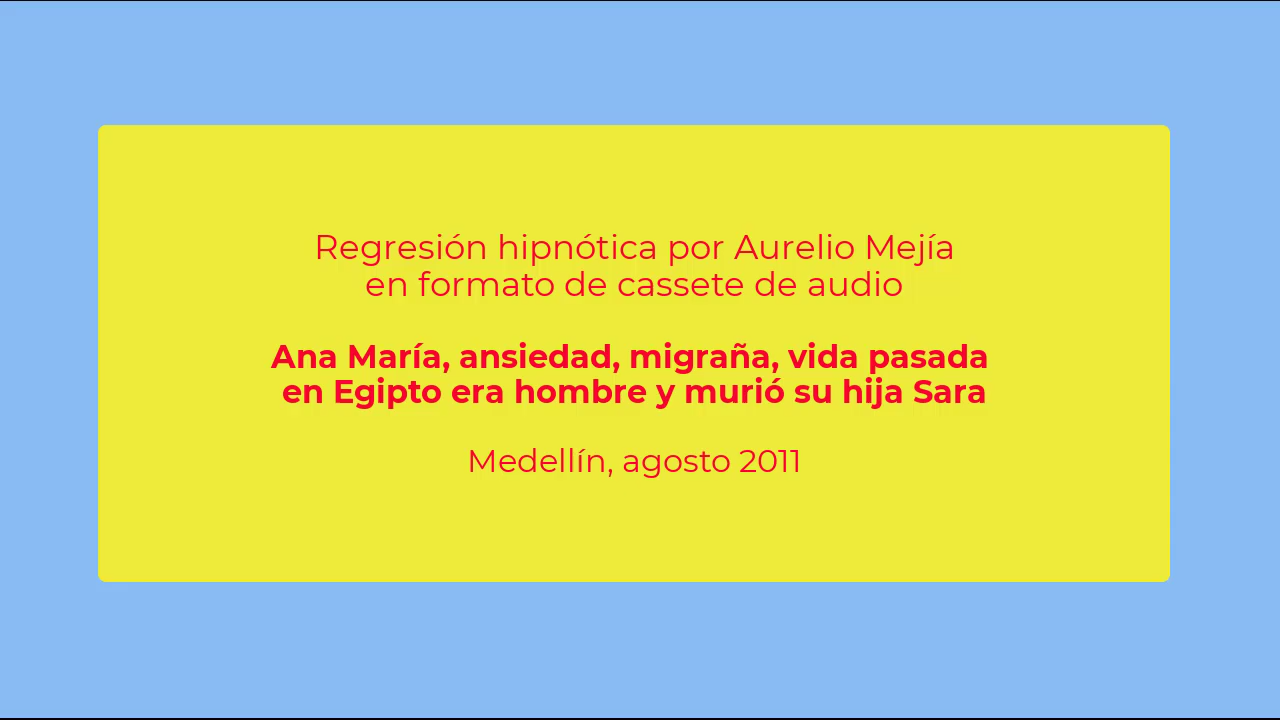 Regresión hipnótica por Aurelio Mejía
en formato de cassete de audio
Ana María, ansiedad, migraña, vida pasada
en Egipto era hombre y murió su hija Sara
Medellín, agosto 2011